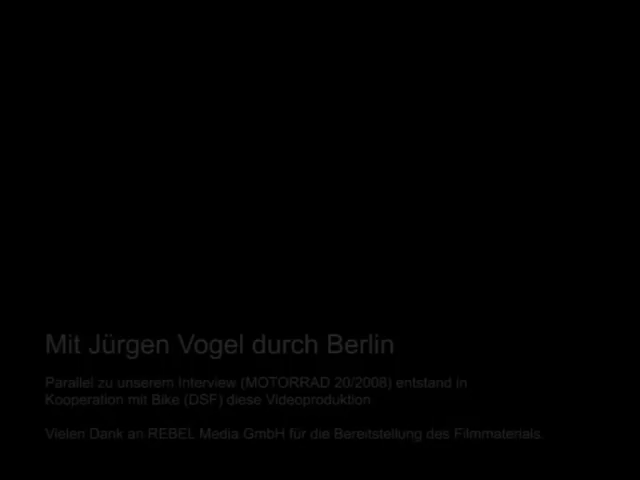 Mit Jürgen Vogel durch Berlin
Parallel zu unserem Interview (MOTORRAD 20/2008) entstand in
Kooperation mit Bike (DSF) diese Videoproduktion
Vielen Dank an REBEL Media GmbH für die Bereitstellung des Filmmaterials.